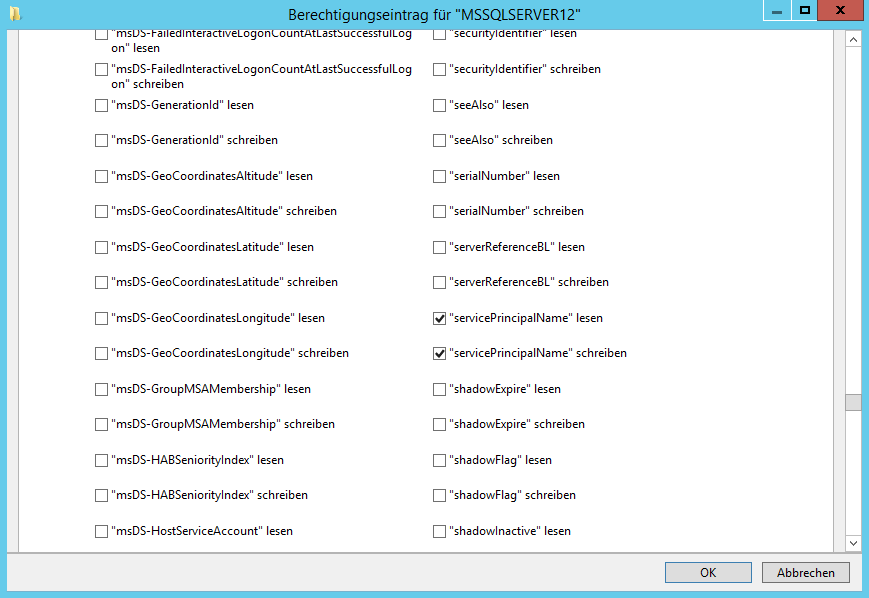 Berechtigungseintrag für "MSSQLSERVER12"
"msDS-FailedInteractiveLogonCountAtLastSuccessfulLog
on" lesen
"msDS-FailedInteractiveLogonCountAtLastSuccessfulLog
on" schreiben
"msDS-GenerationId" lesen
"msDS-GenerationId" schreiben
"msDS-GeoCoordinatesAltitude" lesen
"msDS-GeoCoordinatesAltitude" schreiben
"msDS-GeoCoordinatesLatitude" lesen
"msDS-GeoCoordinatesLatitude" schreiben
"msDS-GeoCoordinatesLongitude" lesen
"msDS-GeoCoordinatesLongitude" schreiben
"msDS-GroupMSAMembership" lesen
"msDS-GroupMSAMembership" schreiben
"msDS-HABSeniorityIndex" lesen
"msDS-HABSeniorityIndex" schreiben
"msDS-HostServiceAccount" lesen
"securityIdentifier" lesen
"securityIdentifier" schreiben
"seeAlso" lesen
"seeAlso" schreiben
"serialNumber" lesen
"serialNumber" schreiben
"serverReferenceBL" lesen
"serverReferenceBL" schreiben
"servicePrincipalName" lesen
"servicePrincipalName" schreiben
"shadowExpire" lesen
"shadowExpire" schreiben
"shadowFlag" lesen
"shadowFlag" schreiben
"shadowInactive" lesen
OK
Abbrechen